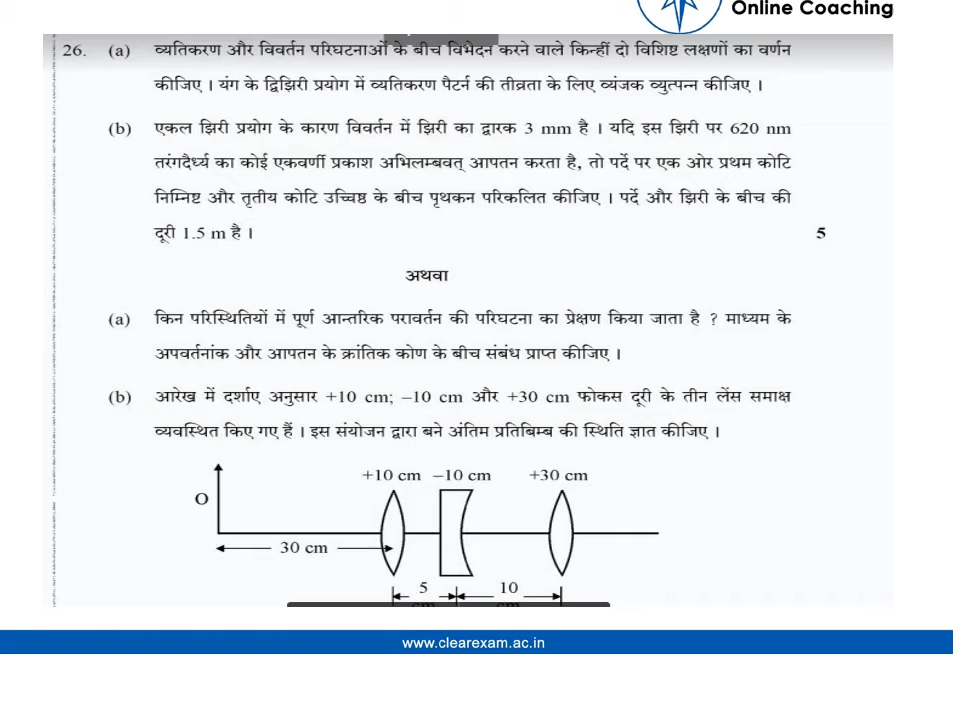 Online Coaching
26. (a) व्यतिकरण और विवर्तन परिघटनाओं के बीच विभेदन करने वाले किन्हीं दो विशिष्ट लक्षणों का वर्णन
कीजिए । यंग के द्विझिरी प्रयोग में व्यतिकरण पैटर्न की तीव्रता के लिए व्यंजक व्युत्पन्न कीजिए ।
(b) एकल झिरी प्रयोग के कारण विवर्तन में झिरी का द्वारक 3 mm है । यदि इस झिरी पर 620 nm
तरंगदैर्ध्य का कोई एकवर्णी प्रकाश अभिलम्बवत् आपतन करता है, तो पर्दे पर एक ओर प्रथम कोटि
निम्निष्ट और तृतीय कोटि उच्चिष्ठ के बीच पृथकन परिकलित कीजिए । पर्दे और झिरी के बीच की
दूरी 1.5 m है । 5
अथवा
(a) किन परिस्थितियों में पूर्ण आन्तरिक परावर्तन की परिघटना का प्रेक्षण किया जाता है ? माध्यम के
अपवर्तनांक और आपतन के क्रांतिक कोण के बीच संबंध प्राप्त कीजिए ।
(b) आरेख में दर्शाए अनुसार +10 cm; –10 cm और +30 cm फोकस दूरी के तीन लेंस समाक्ष
व्यवस्थित किए गए हैं । इस संयोजन द्वारा बने अंतिम प्रतिबिम्ब की स्थिति ज्ञात कीजिए ।
+10 cm –10 cm +30 cm
O
30 cm
5 10
cm cm
www.clearexam.ac.in